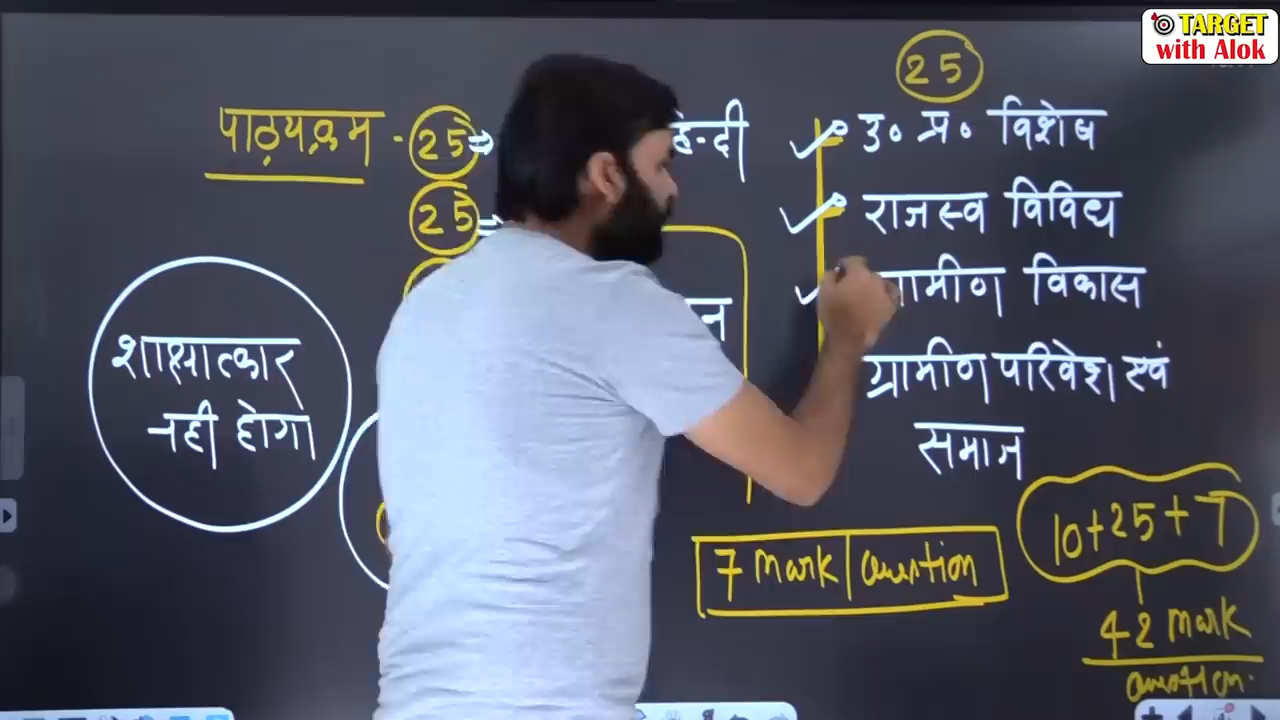 TARGET
with Alok
25
पाठ्यक्रम - 25 ⇒
25 ⇒
उ० प्र० विशेष
राजस्व विविध
ग्रामीण विकास
ग्रामीण परिवेश एवं
समाज
शाक्षात्कार
नही होगा
7 mark | question
10+25+7
42 mark
question.